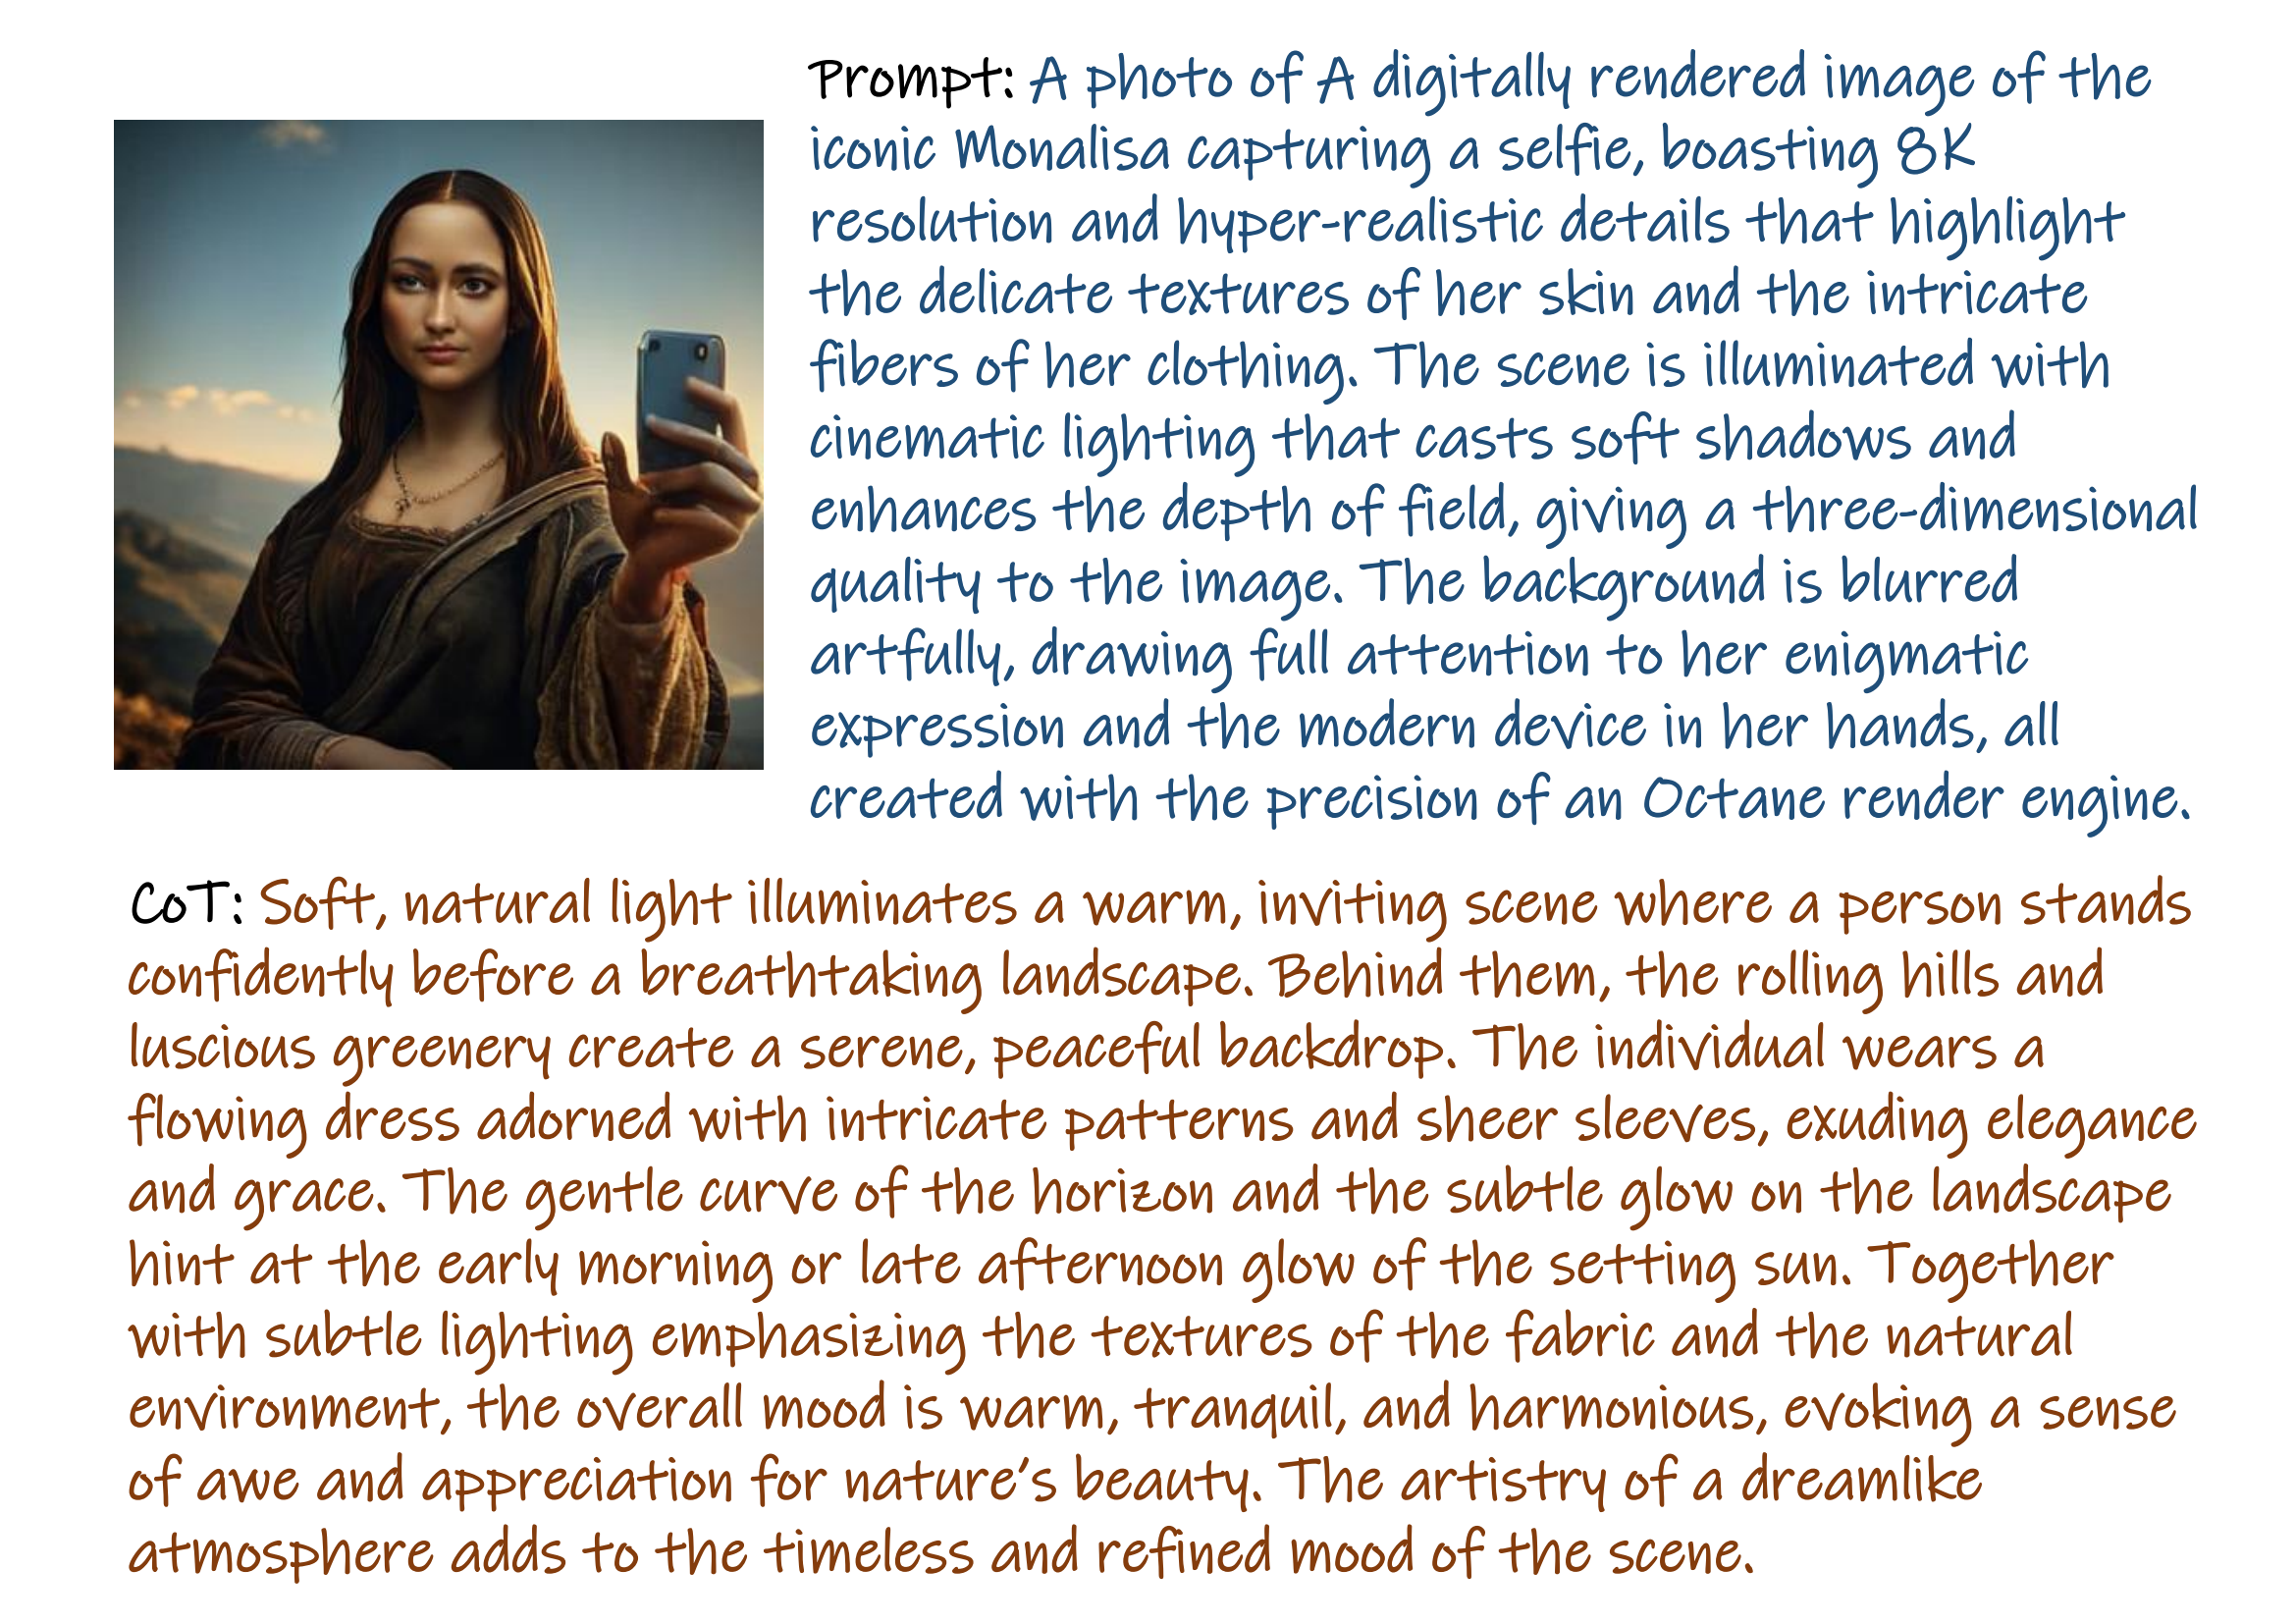 Prompt: A photo of A digitally rendered image of the
iconic Monalisa capturing a selfie, boasting 8K
resolution and hyper-realistic details that highlight
the delicate textures of her skin and the intricate
fibers of her clothing. The scene is illuminated with
cinematic lighting that casts soft shadows and
enhances the depth of field, giving a three-dimensional
quality to the image. The background is blurred
artfully, drawing full attention to her enigmatic
expression and the modern device in her hands, all
created with the precision of an Octane render engine.
CoT: Soft, natural light illuminates a warm, inviting scene where a person stands
confidently before a breathtaking landscape. Behind them, the rolling hills and
luscious greenery create a serene, peaceful backdrop. The individual wears a
flowing dress adorned with intricate patterns and sheer sleeves, exuding elegance
and grace. The gentle curve of the horizon and the subtle glow on the landscape
hint at the early morning or late afternoon glow of the setting sun. Together
with subtle lighting emphasizing the textures of the fabric and the natural
environment, the overall mood is warm, tranquil, and harmonious, evoking a sense
of awe and appreciation for nature's beauty. The artistry of a dreamlike
atmosphere adds to the timeless and refined mood of the scene.